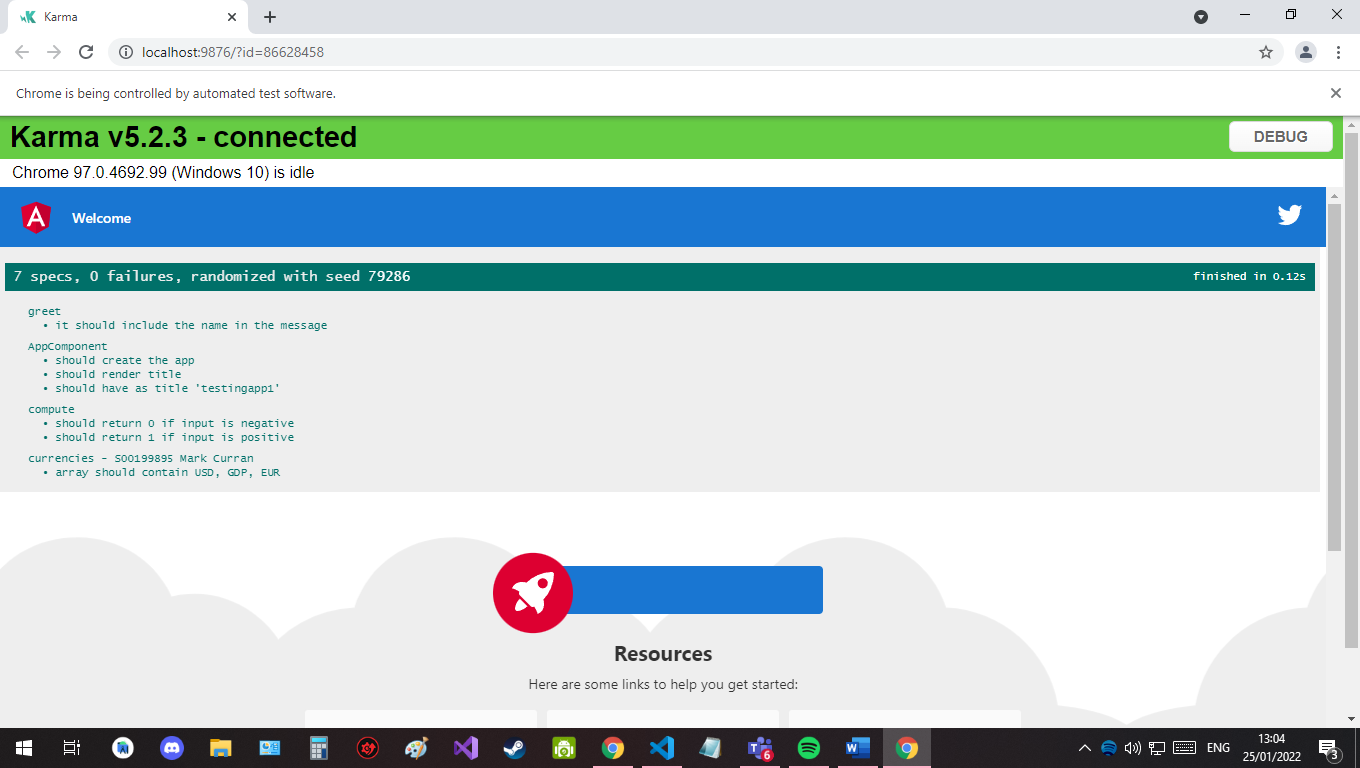 Karma
localhost:9876/?id=86628458
Chrome is being controlled by automated test software.
Karma v5.2.3 - connected
DEBUG
Chrome 97.0.4692.99 (Windows 10) is idle
Welcome
7 specs, 0 failures, randomized with seed 79286
finished in 0.12s
greet
• it should include the name in the message
AppComponent
• should create the app
• should render title
• should have as title 'testingapp1'
compute
• should return 0 if input is negative
• should return 1 if input is positive
currencies - S00199895 Mark Curran
• array should contain USD, GDP, EUR
Resources
Here are some links to help you get started:
6
ENG
13:04
25/01/2022
3